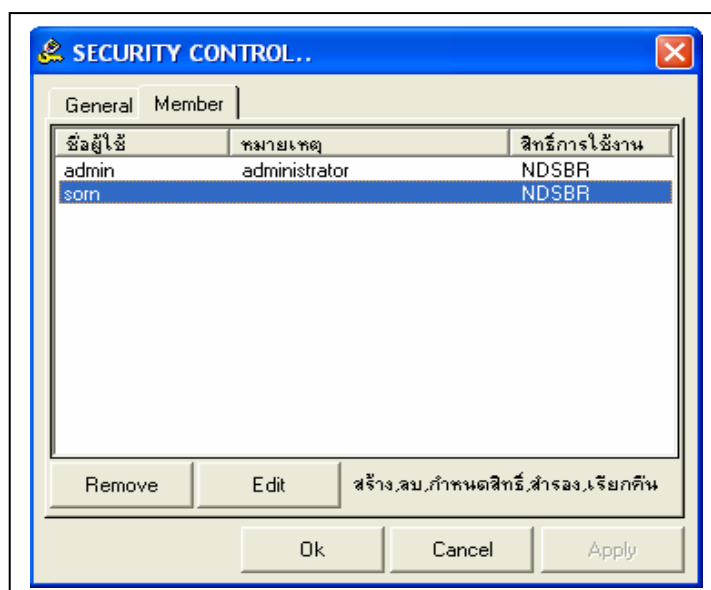 SECURITY CONTROL..
General Member
ชื่อผู้ใช้ หมายเหตุ สิทธิ์การใช้งาน
admin administrator NDSBR
sorn NDSBR
Remove Edit สร้าง,ลบ,กำหนดสิทธิ์,สำรอง,เรียกคืน
Ok Cancel Apply